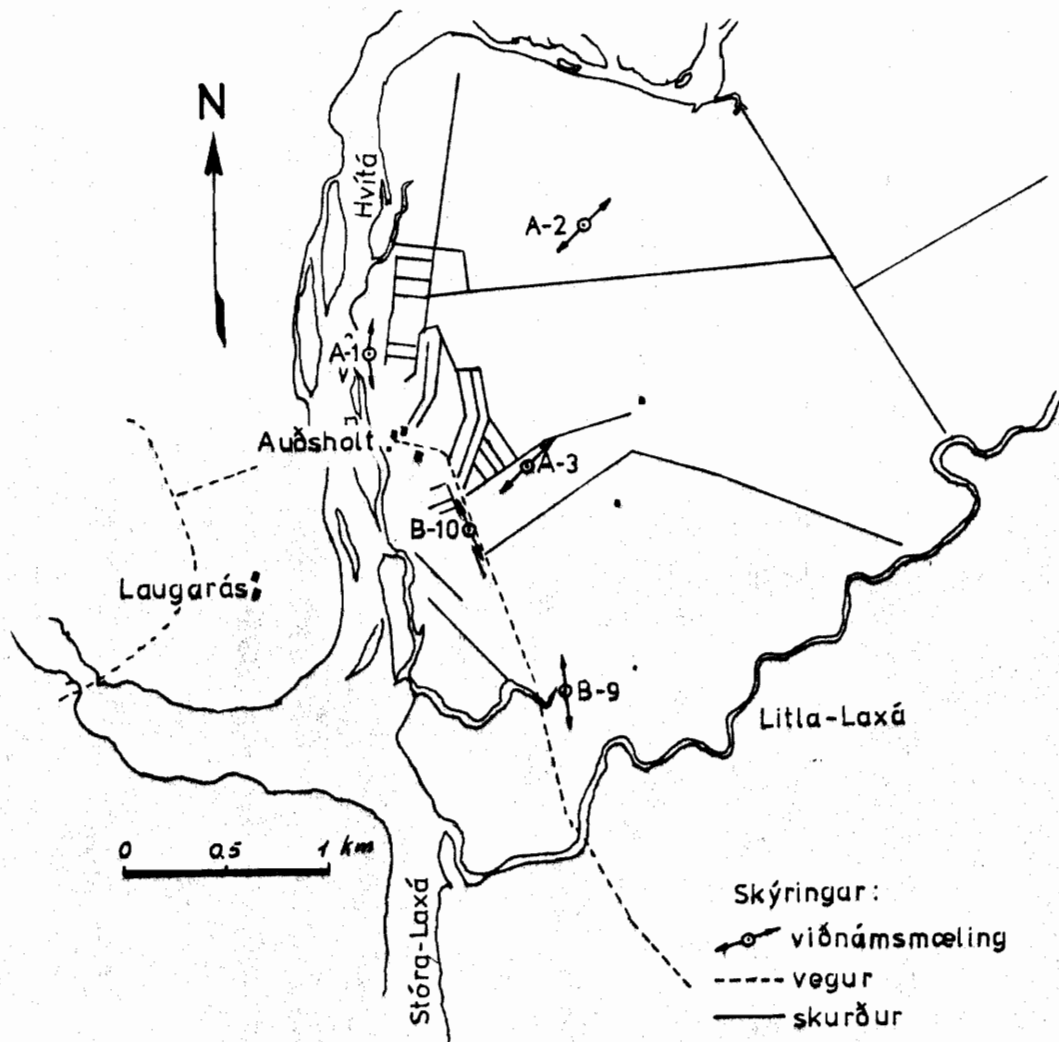 N
Hvítá
A-2
A-1
Auðsholt
A-3
B-10
Laugarás
B-9
Litla-Laxá
0 0.5 1 km
Stóra-Laxá
Skýringar:
viðnámsmæling
vegur
skurður